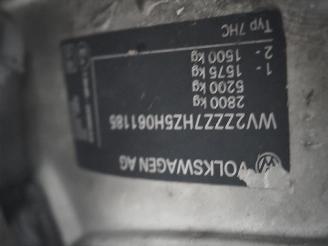 VOLKSWAGEN AG
WV2ZZZ7HZ5H061185
2800 kg
5200 kg
1- 1575 kg
2- 1500 kg
Typ 7HC